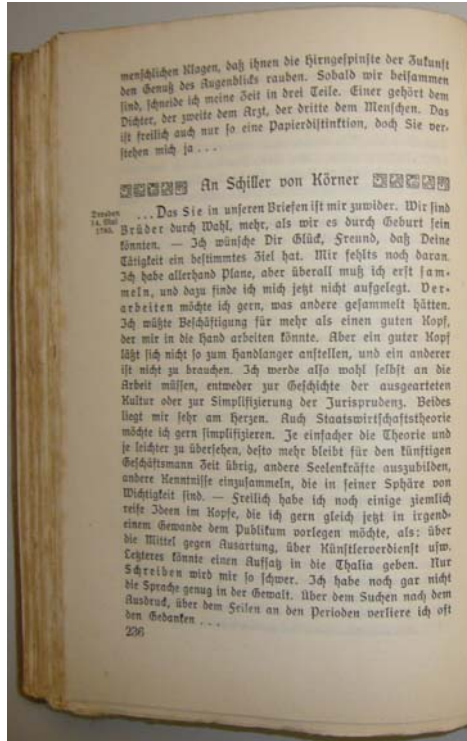 menschlichen Klagen, daß ihnen die Hirngespinste der Zukunft
den Genuß des Augenblicks rauben. Sobald wir beisammen
sind, schneide ich meine Zeit in drei Teile. Einer gehört dem
Dichter, der zweite dem Arzt, der dritte dem Menschen. Das
ist freilich auch nur so eine Papierdistinktion, doch Sie ver-
stehen mich ja . . .
An Schiller von Körner
Dresden
14. Mai
1785.
. . . Das Sie in unseren Briefen ist mir zuwider. Wir sind
Brüder durch Wahl, mehr, als wir es durch Geburt sein
könnten. — Ich wünsche Dir Glück, Freund, daß Deine
Tätigkeit ein bestimmtes Ziel hat. Mir fehlts noch daran.
Ich habe allerhand Plane, aber überall muß ich erst sam-
meln, und dazu finde ich mich jetzt nicht aufgelegt. Ver-
arbeiten möchte ich gern, was andere gesammelt hätten.
Ich wüßte Beschäftigung für mehr als einen guten Kopf,
der mir in die Hand arbeiten könnte. Aber ein guter Kopf
läßt sich nicht so zum Handlanger anstellen, und ein anderer
ist nicht zu brauchen. Ich werde also wohl selbst an die
Arbeit müssen, entweder zur Geschichte der ausgearteten
Kultur oder zur Simplifizierung der Jurisprudenz. Beides
liegt mir sehr am Herzen. Auch Staatswirtschaftstheorie
möchte ich gern simplifizieren. Je einfacher die Theorie und
je leichter zu übersehen, desto mehr bleibt für den künftigen
Geschäftsmann Zeit übrig, andere Seelenkräfte auszubilden,
andere Kenntnisse einzusammeln, die in seiner Sphäre von
Wichtigkeit sind. — Freilich habe ich noch einige ziemlich
reife Ideen im Kopfe, die ich gern gleich jetzt in irgend-
einem Gewande dem Publikum vorlegen möchte, als: über
die Mittel gegen Ausartung, über Künstlerverdienst usw.
Letzteres könnte einen Aufsatz in die Thalia geben. Nur
Schreiben wird mir so schwer. Ich habe noch gar nicht
die Sprache genug in der Gewalt. Über dem Suchen nach dem
Ausdruck, über dem Feilen an den Perioden verliere ich oft
den Gedanken . . .
236